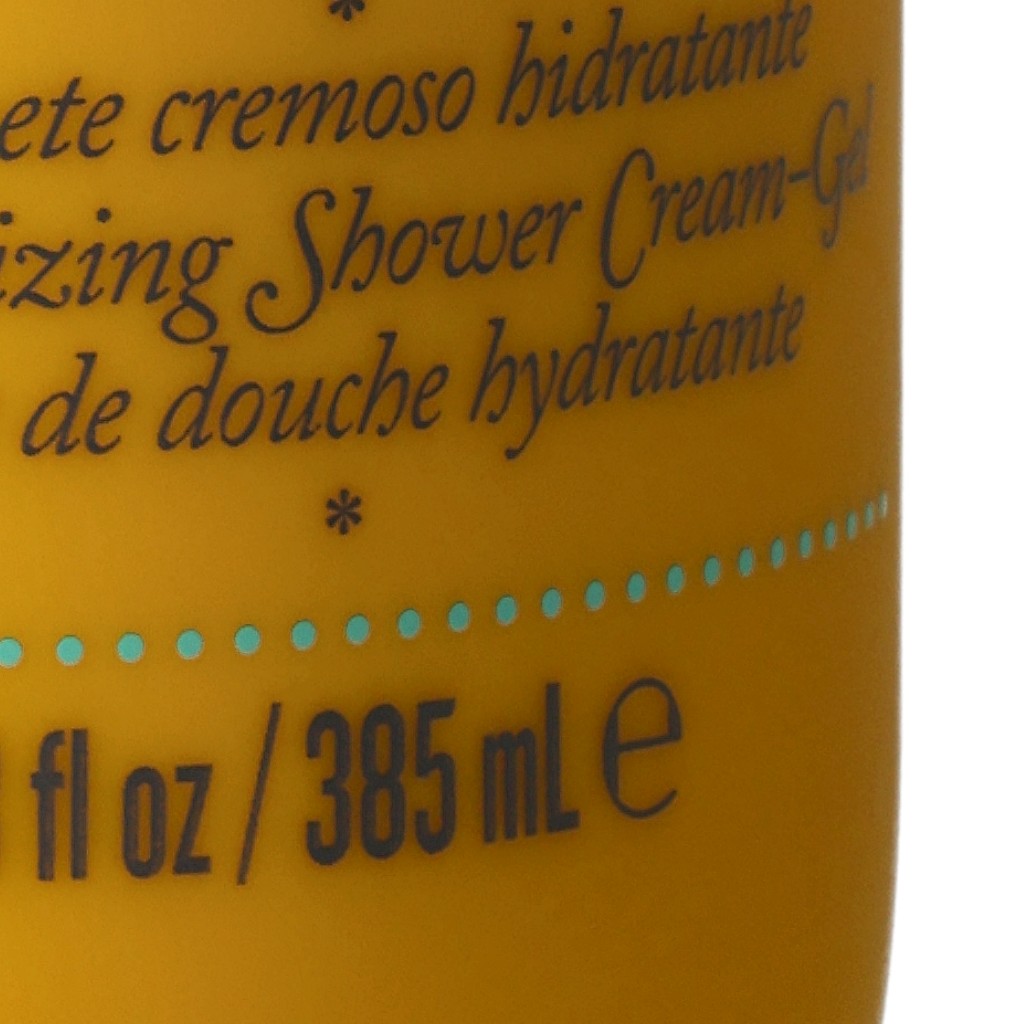 *
ete cremoso hidratante
izing Shower Cream-Gel
de douche hydratante
*
fl oz / 385 mL e